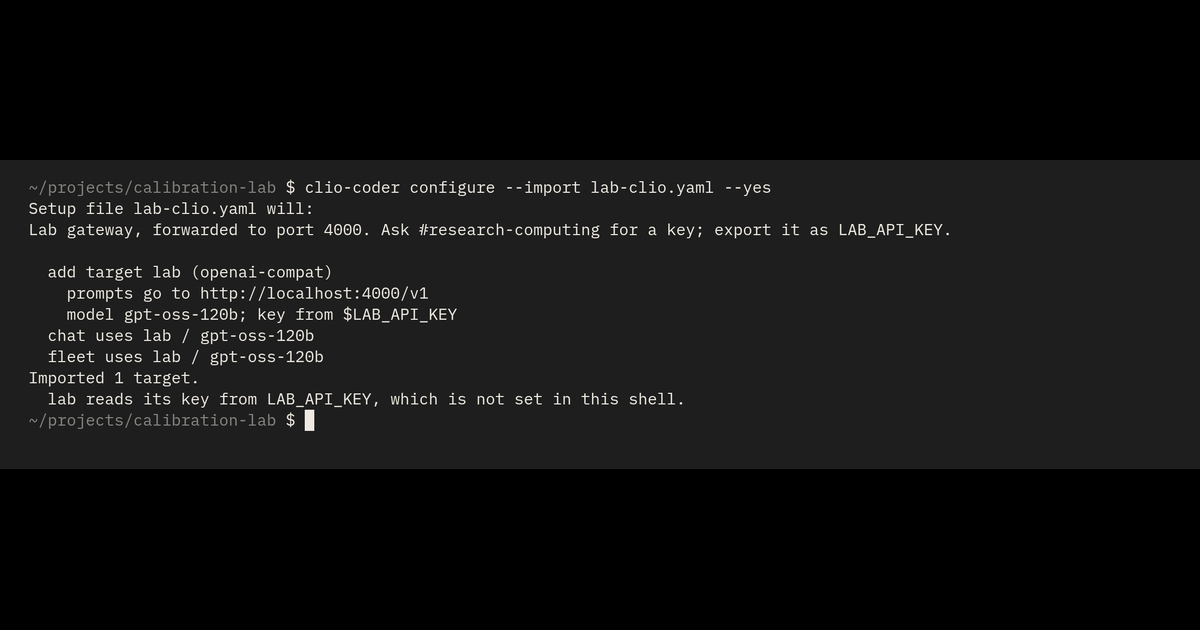 ~/projects/calibration-lab $ clio-coder configure --import lab-clio.yaml --yes
Setup file lab-clio.yaml will:
Lab gateway, forwarded to port 4000. Ask #research-computing for a key; export it as LAB_API_KEY.
add target lab (openai-compat)
prompts go to http://localhost:4000/v1
model gpt-oss-120b; key from $LAB_API_KEY
chat uses lab / gpt-oss-120b
fleet uses lab / gpt-oss-120b
Imported 1 target.
lab reads its key from LAB_API_KEY, which is not set in this shell.
~/projects/calibration-lab $